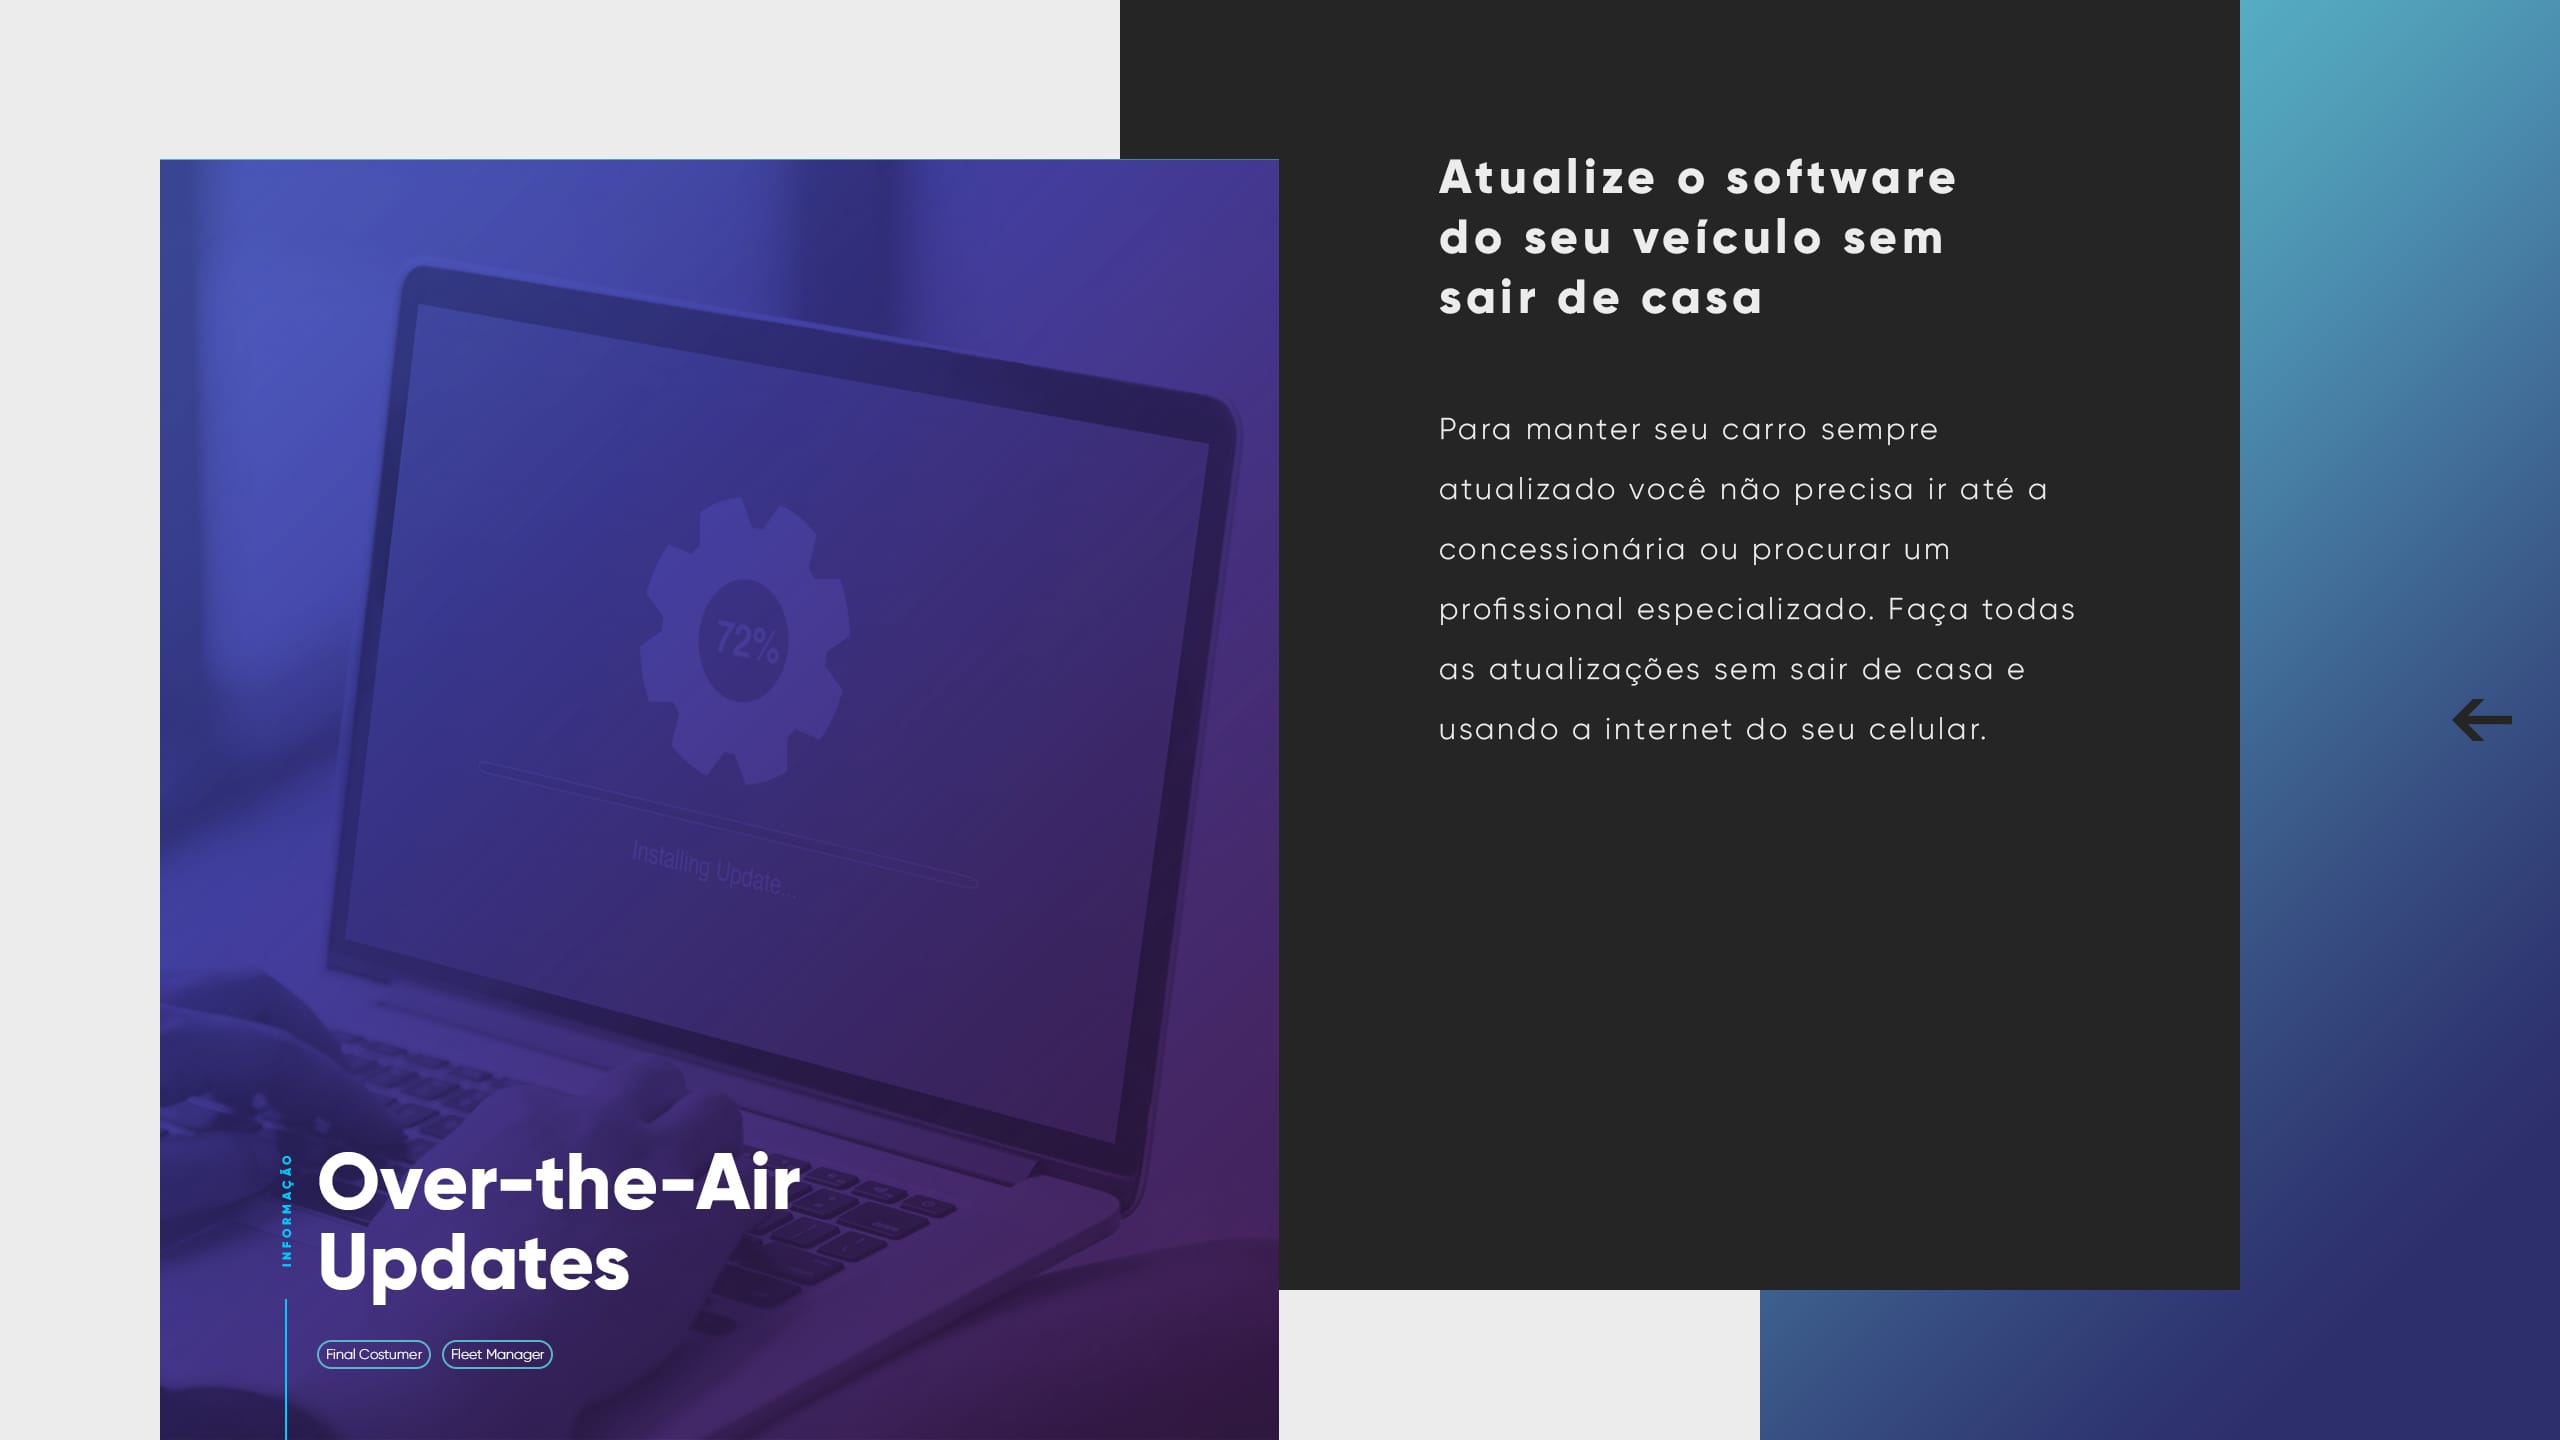 72%
Installing Update...
INFORMAÇÃO
Over-the-Air
Updates
Final Costumer
Fleet Manager
Atualize o software
do seu veículo sem
sair de casa
Para manter seu carro sempre
atualizado você não precisa ir até a
concessionária ou procurar um
profissional especializado. Faça todas
as atualizações sem sair de casa e
usando a internet do seu celular.